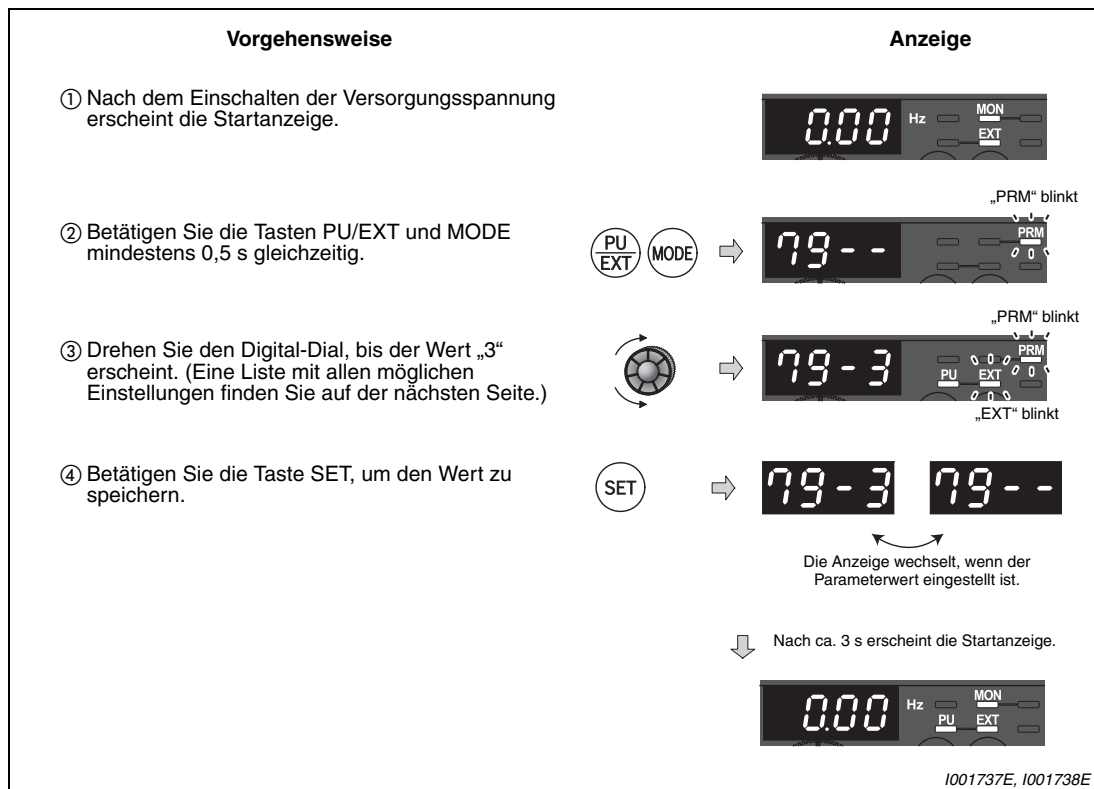 Vorgehensweise
Anzeige
① Nach dem Einschalten der Versorgungsspannung
erscheint die Startanzeige.
0.00 Hz MON
EXT
② Betätigen Sie die Tasten PU/EXT und MODE
mindestens 0,5 s gleichzeitig.
PU
EXT
MODE
„PRM“ blinkt
79-- PRM
③ Drehen Sie den Digital-Dial, bis der Wert „3“
erscheint. (Eine Liste mit allen möglichen
Einstellungen finden Sie auf der nächsten Seite.)
„PRM“ blinkt
79-3 PU EXT PRM
„EXT“ blinkt
④ Betätigen Sie die Taste SET, um den Wert zu
speichern.
SET
79-3 79--
Die Anzeige wechselt, wenn der
Parameterwert eingestellt ist.
Nach ca. 3 s erscheint die Startanzeige.
0.00 Hz MON
PU EXT
I001737E, I001738E